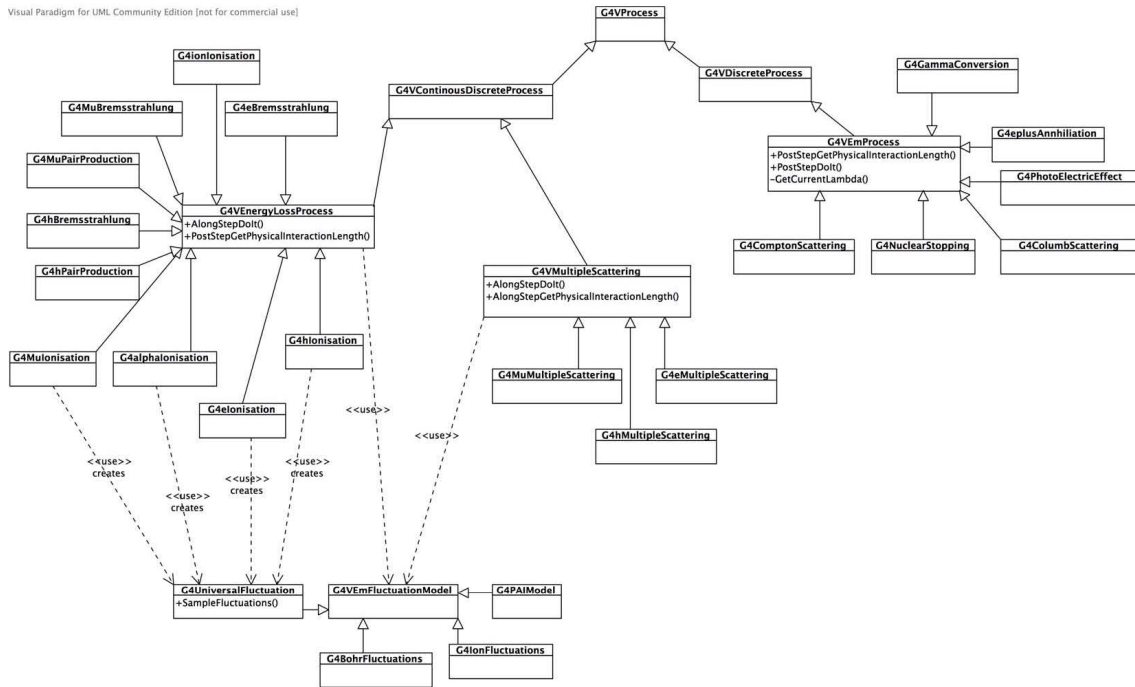 Visual Paradigm for UML Community Edition [not for commercial use]
G4VProcess
G4ionIonisation
G4GammaConversion
G4VDiscreteProcess
G4VContinousDiscreteProcess
G4MuBremsstrahlung
G4eBremsstrahlung
G4eplusAnnhiliation
G4VEmProcess
+PostStepGetPhysicalInteractionLength()
+PostStepDoIt()
-GetCurrentLambda()
G4MuPairProduction
G4PhotoElectricEffect
G4VEnergyLossProcess
+AlongStepDoIt()
+PostStepGetPhysicalInteractionLength()
G4hBremsstrahlung
G4ComptonScattering
G4NuclearStopping
G4ColumbScattering
G4hPairProduction
G4VMultipleScattering
+AlongStepDoIt()
+AlongStepGetPhysicalInteractionLength()
G4hIonisation
G4MuIonisation
G4alphaIonisation
G4MuMultipleScattering
G4eMultipleScattering
G4eIonisation
<<use>>
G4hMultipleScattering
<<use>>
<<use>>
creates
<<use>>
creates
<<use>>
creates
<<use>>
creates
G4UniversalFluctuation
+SampleFluctuations()
G4VEmFluctuationModel
G4PAIModel
G4BohrFluctuations
G4IonFluctuations